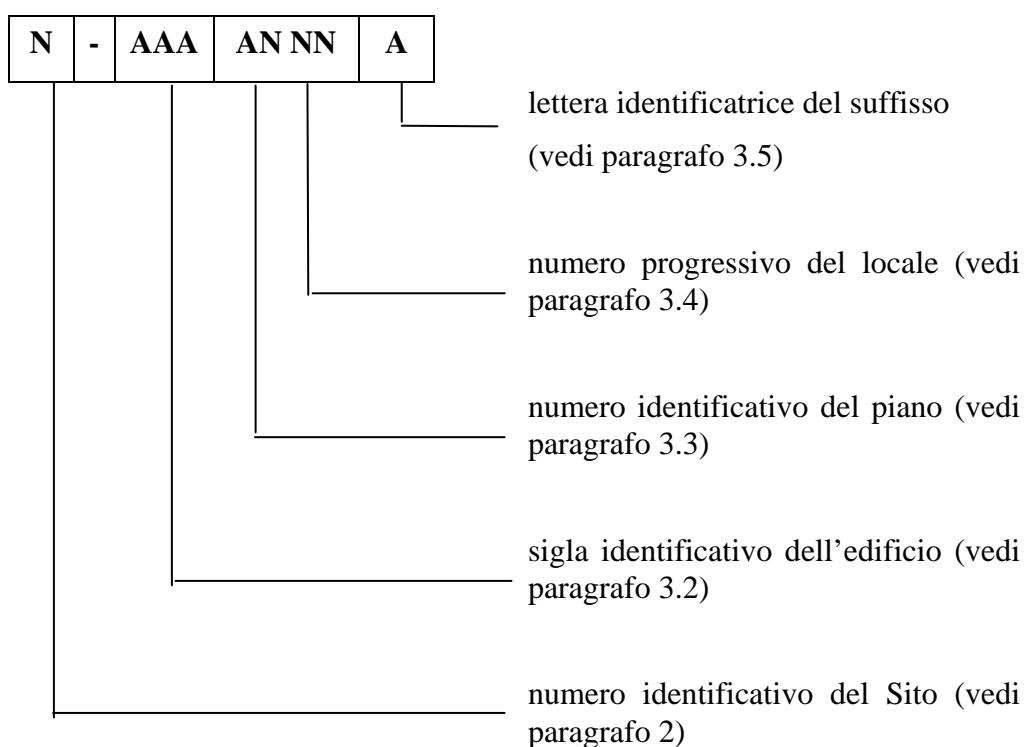 N - AAA AN NN A
lettera identificatrice del suffisso
(vedi paragrafo 3.5)
numero progressivo del locale (vedi
paragrafo 3.4)
numero identificativo del piano (vedi
paragrafo 3.3)
sigla identificativo dell’edificio (vedi
paragrafo 3.2)
numero identificativo del Sito (vedi
paragrafo 2)